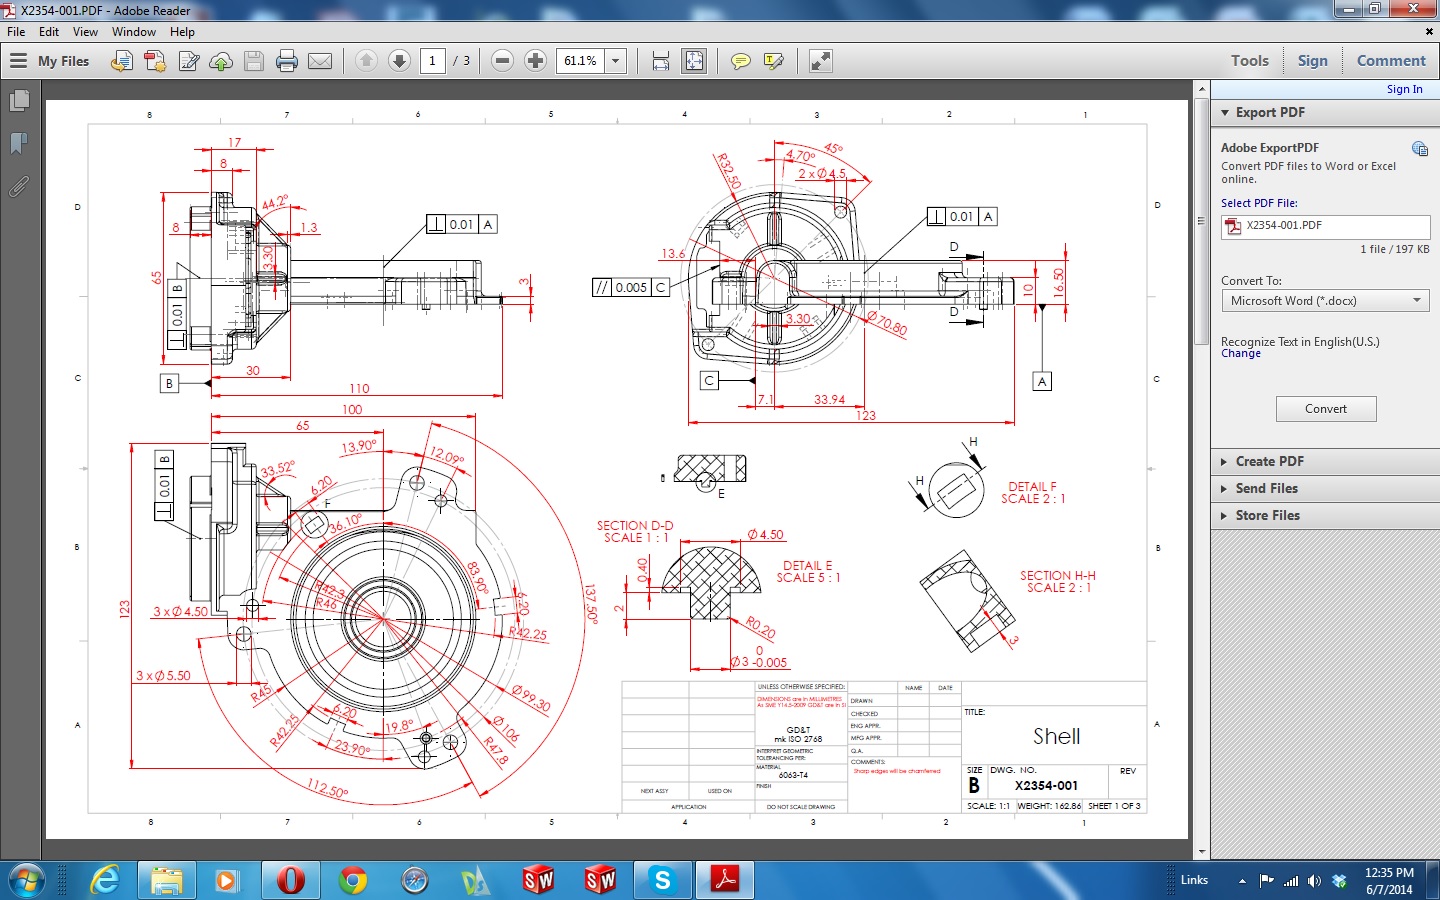 X2354-001.PDF - Adobe Reader
File Edit View Window Help
My Files
1 / 3
61.1%
Tools Sign Comment
Sign In
Export PDF
Adobe ExportPDF
Convert PDF files to Word or Excel
online.
Select PDF File:
X2354-001.PDF
1 file / 197 KB
Convert To:
Microsoft Word (*.docx)
Recognize Text in English(U.S.)
Change
Convert
Create PDF
Send Files
Store Files
8 7 6 5 4 3 2 1
D
C
B
A
17
8
44.2°
8
1.3
65
3.30
⊥ 0.01 A
⊥ 0.01 B
3
30
B
110
R32.50
45°
4.70°
2 x Ø 4.5
⊥ 0.01 A
13.6
D
// 0.005 C
10
16.50
D
3.30
Ø 70.80
C
A
7.1
33.94
123
100
65
13.90°
12.09°
⊥ 0.01 B
33.52°
6.20
F
36.10°
83.90°
137.50°
R42.3
R46
6.20
123
3 x Ø 4.50
R42.25
3 x Ø 5.50
R45
Ø 99.30
6.20
19.8°
Ø 106
R42.25
R47.8
23.90°
112.50°
E
H
H
DETAIL F
SCALE 2 : 1
SECTION D-D
SCALE 1 : 1
Ø 4.50
0.40
DETAIL E
SCALE 5 : 1
2
R0.20
0
Ø 3 -0.005
SECTION H-H
SCALE 2 : 1
3
UNLESS OTHERWISE SPECIFIED:
DIMENSIONS are in MILLIMETRES
As SME Y14.5-2009 GD&T are in SI
GD&T
mk ISO 2768
INTERPRET GEOMETRIC
TOLERANCING PER:
MATERIAL
6063-T4
FINISH
NEXT ASSY USED ON
APPLICATION
DO NOT SCALE DRAWING
NAME DATE
DRAWN
CHECKED
ENG APPR.
MFG APPR.
Q.A.
COMMENTS:
Sharp edges will be chamferred
TITLE:
Shell
SIZE DWG. NO. REV
B X2354-001
SCALE: 1:1 WEIGHT: 162.86 SHEET 1 OF 3
8 7 6 5 4 3 2 1
D
C
B
A
Links
12:35 PM
6/7/2014